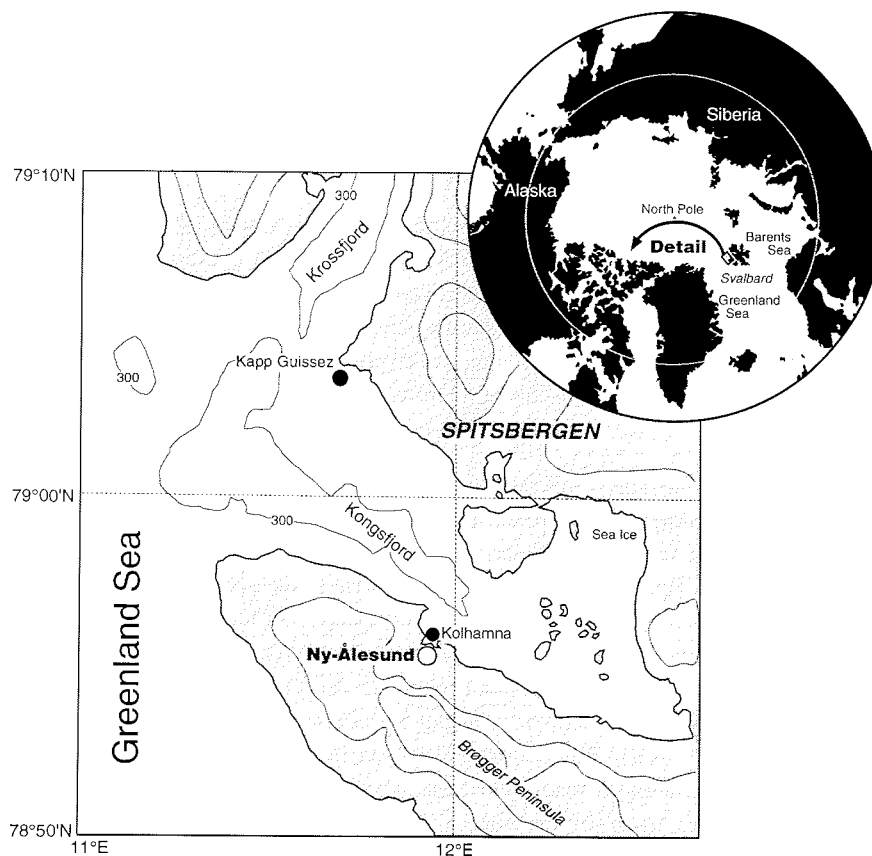 Siberia
Alaska
North Pole
Detail
Barents
Sea
Svalbard
Greenland
Sea
79°10'N
300
Krossfjord
300
Kapp Guissez
SPITSBERGEN
79°00'N
300
Kongsfjord
Sea Ice
Greenland Sea
Kolhamna
Ny-Ålesund
Brøgger Peninsula
78°50'N
11°E
12°E